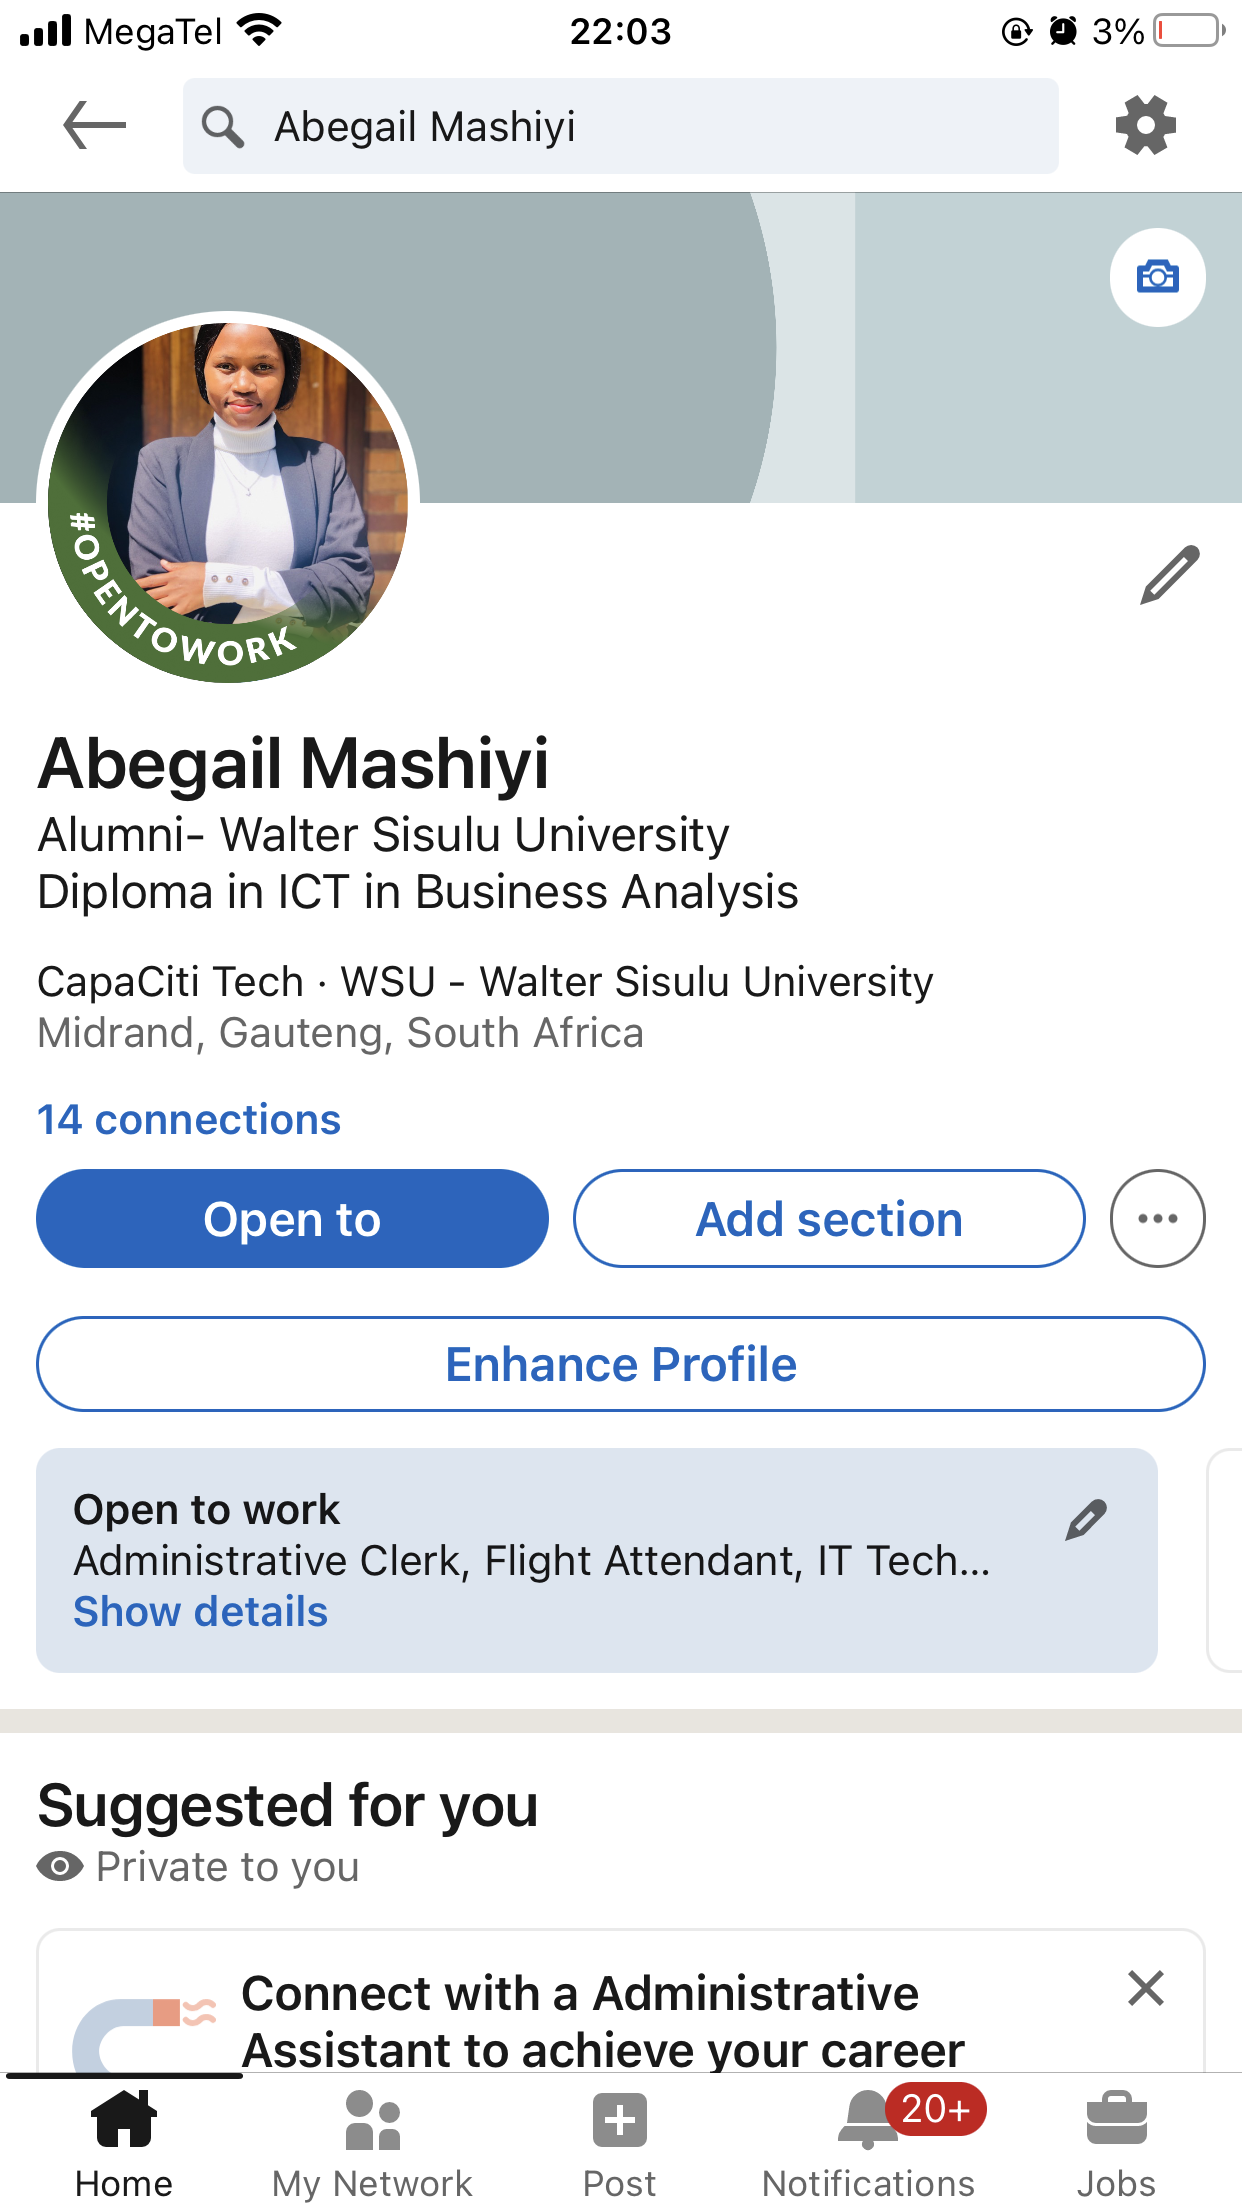 MegaTel 22:03 3%
Abegail Mashiyi
#OPENTOWORK
Abegail Mashiyi
Alumni- Walter Sisulu University
Diploma in ICT in Business Analysis
CapaCiti Tech · WSU - Walter Sisulu University
Midrand, Gauteng, South Africa
14 connections
Open to Add section ...
Enhance Profile
Open to work
Administrative Clerk, Flight Attendant, IT Tech...
Show details
Suggested for you
Private to you
Connect with a Administrative
Assistant to achieve your career
20+
Home My Network Post Notifications Jobs